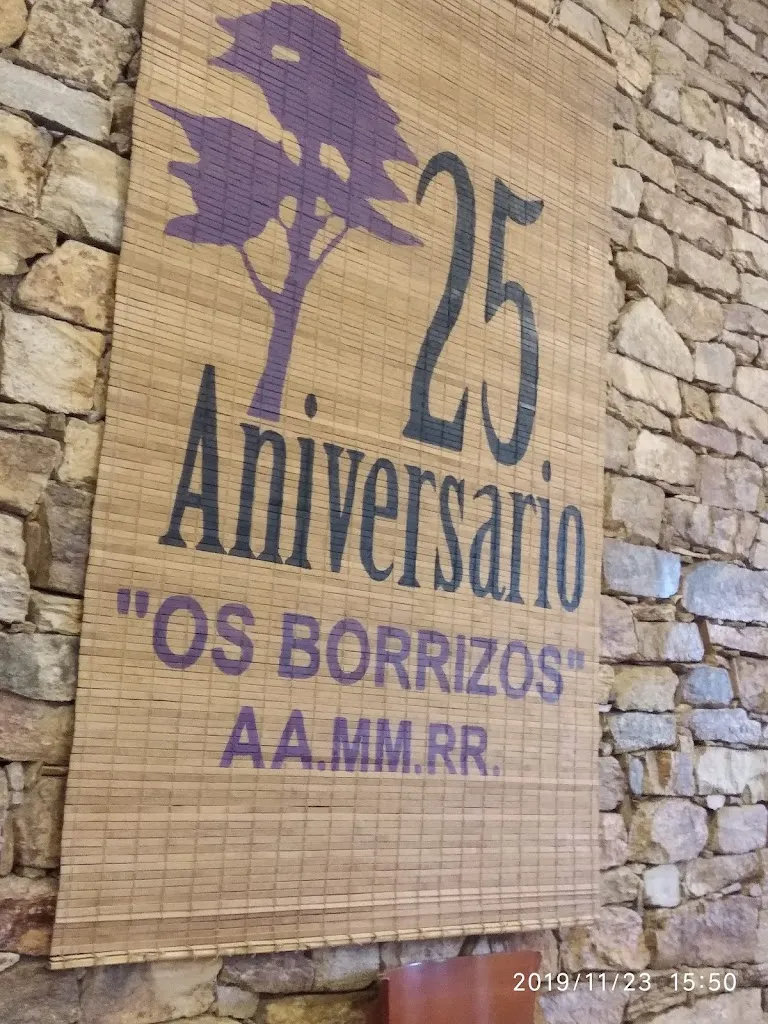 25
Aniversario
"OS BORRIZOS"
AA.MM.RR.
2019/11/23 15:50